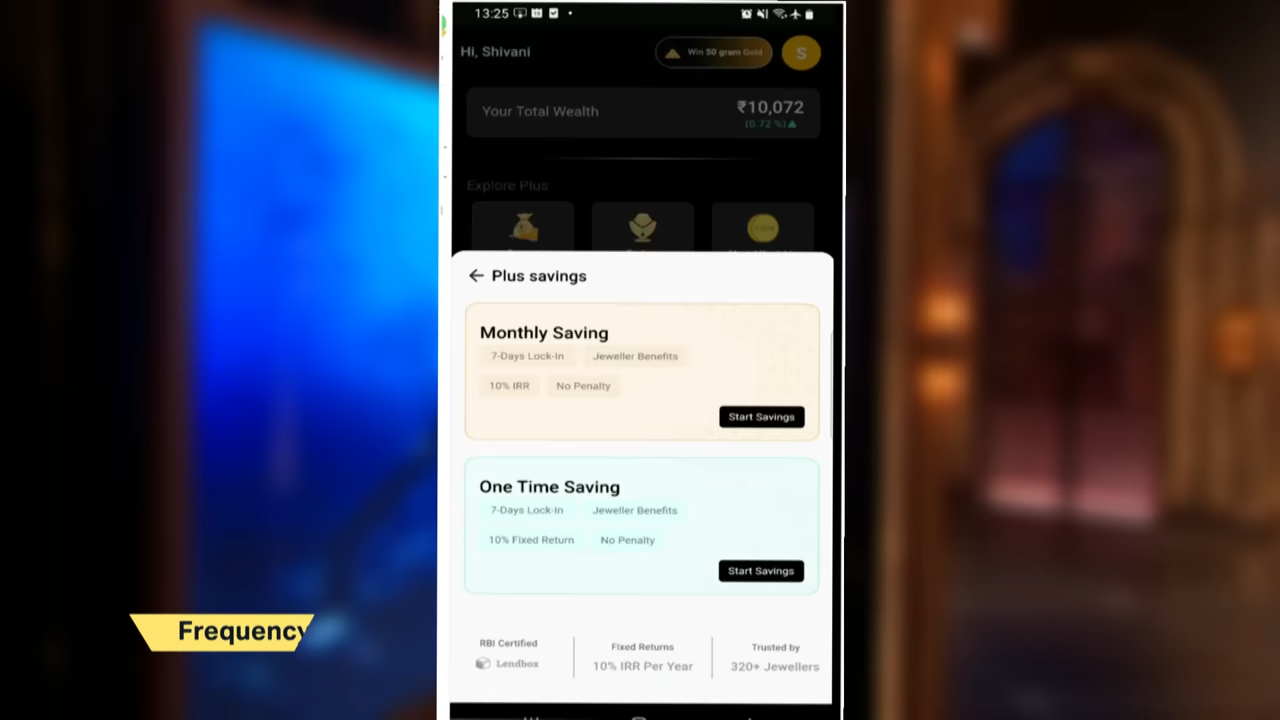 13:25
Hi, Shivani
Win 50 gram Gold
S
Your Total Wealth
₹10,072
(0.72 %)▲
Explore Plus
Plus savings
Monthly Saving
7-Days Lock-In Jeweller Benefits
10% IRR No Penalty
Start Savings
One Time Saving
7-Days Lock-In Jeweller Benefits
10% Fixed Return No Penalty
Start Savings
Frequency
RBI Certified
Lendbox
Fixed Returns
10% IRR Per Year
Trusted by
320+ Jewellers